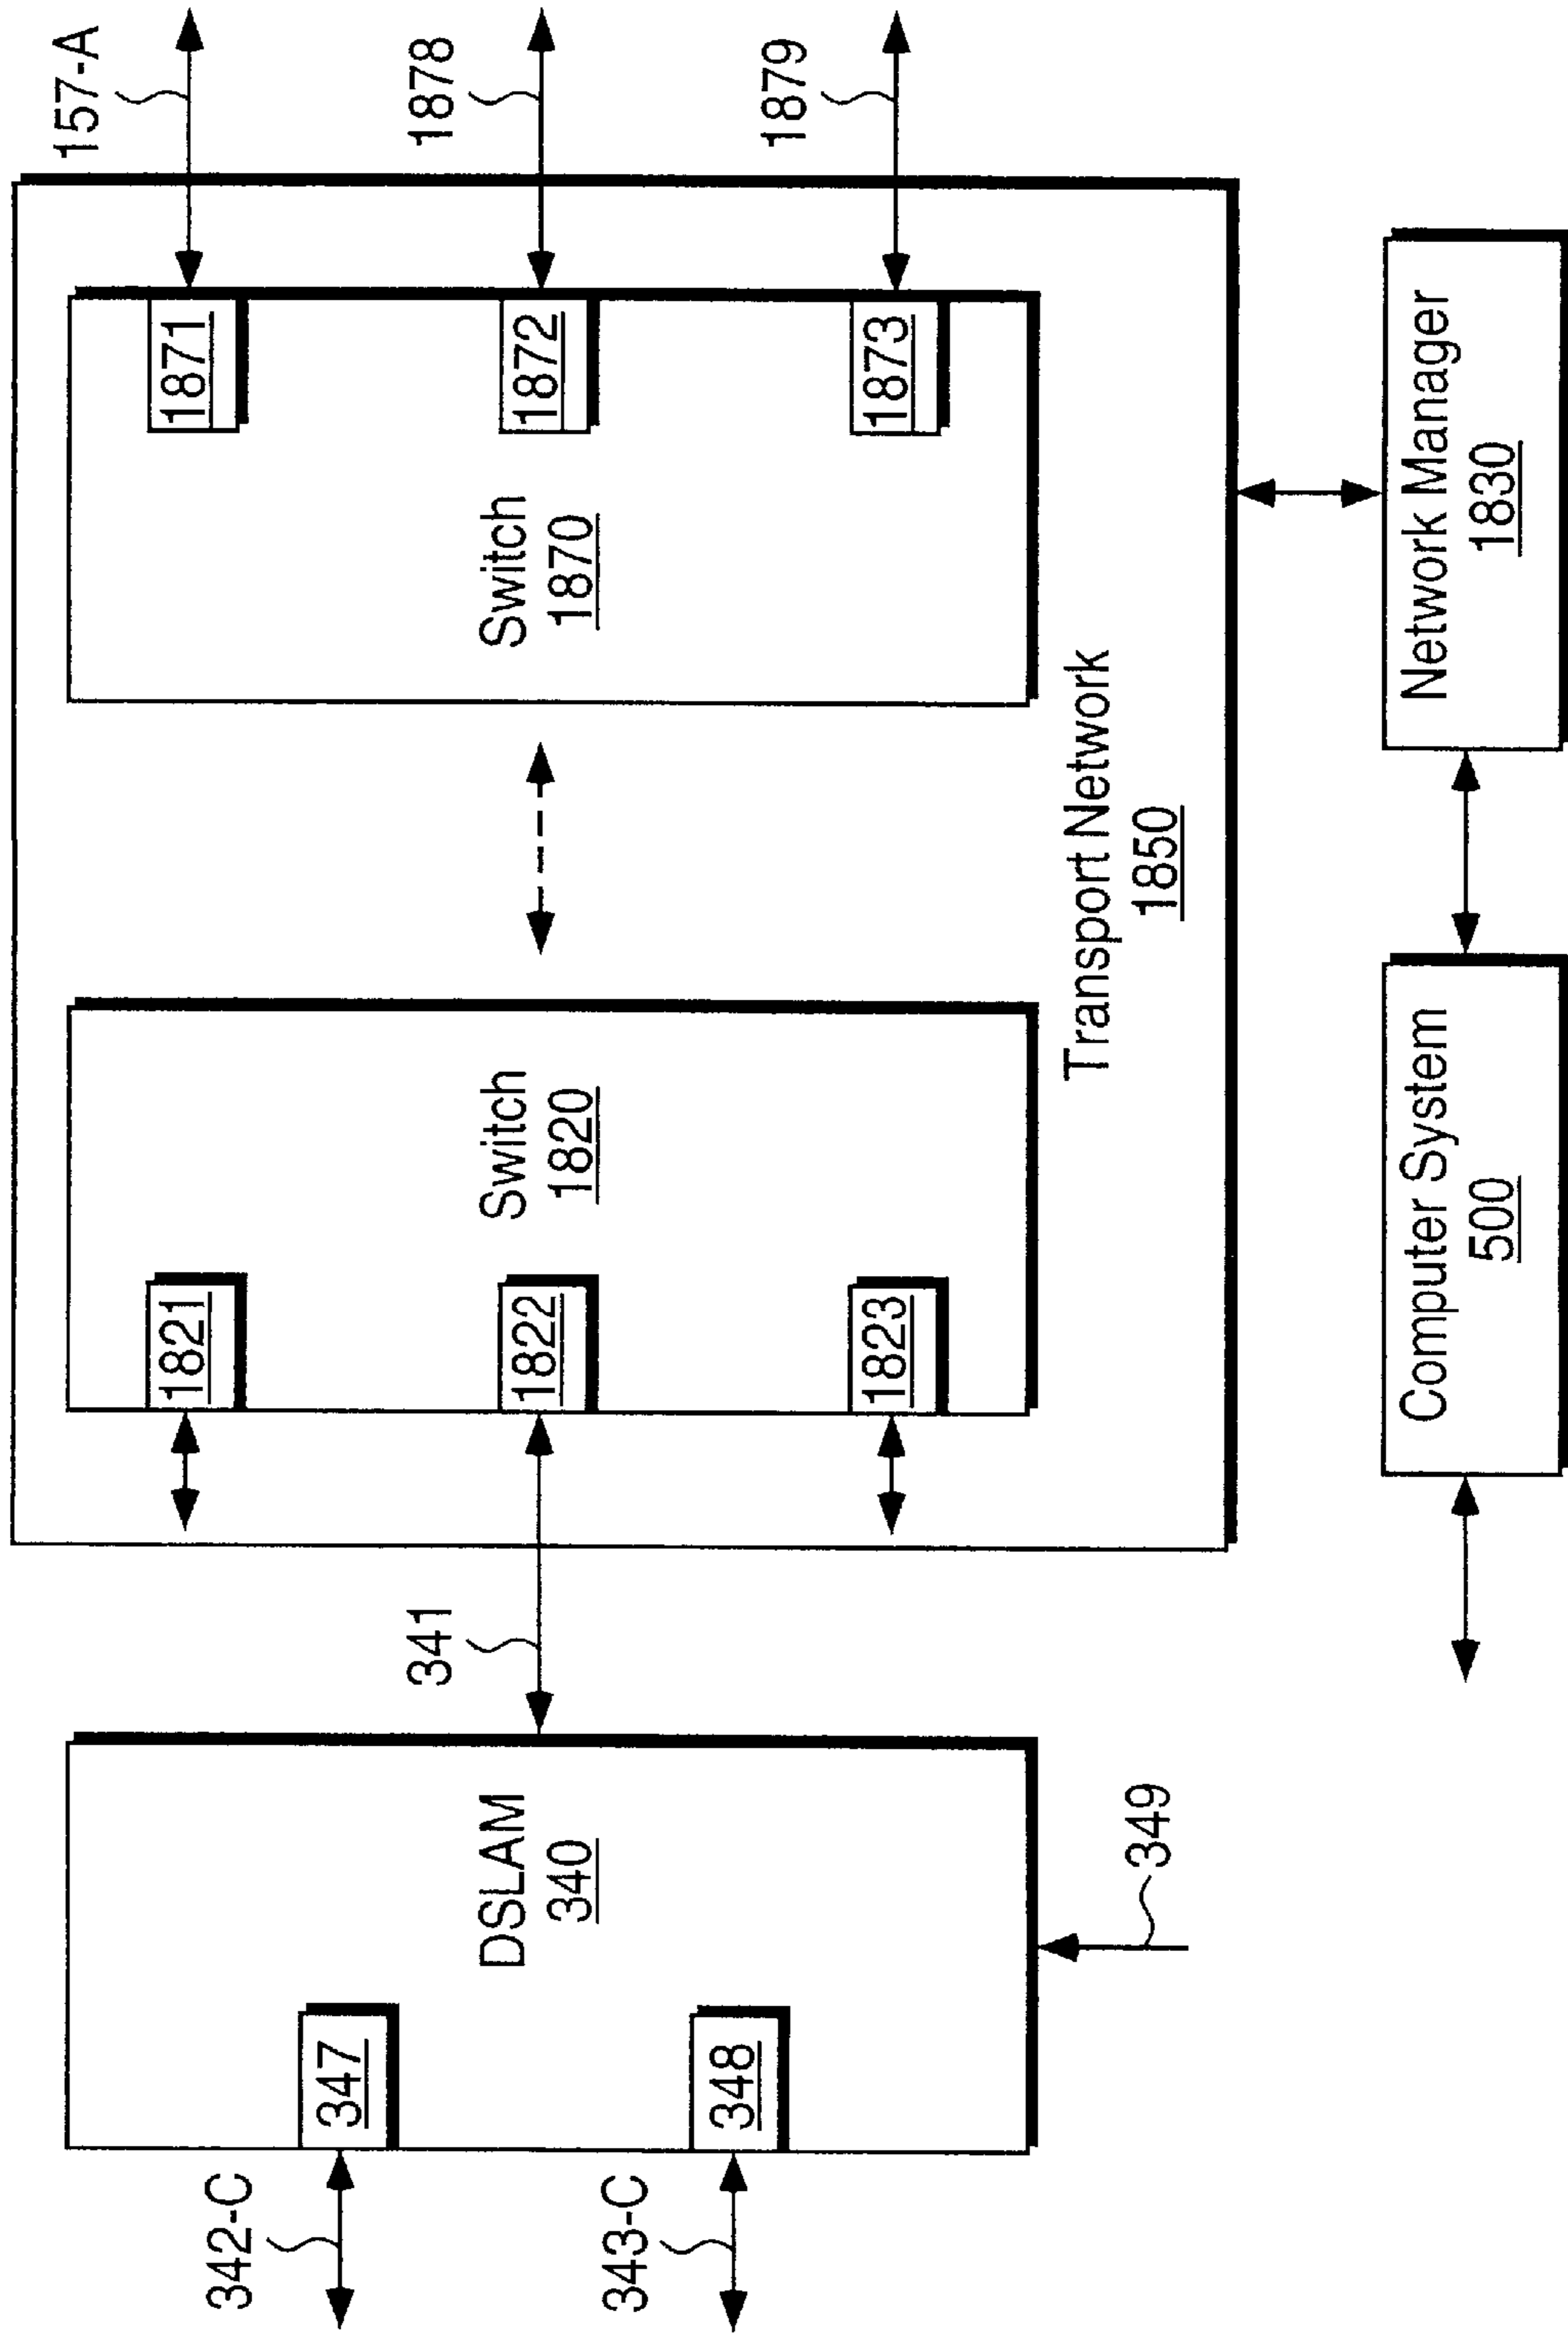 342-C
343-C
347
348
DSLAM
340
349
341
1821
1822
1823
Switch
1820
Switch
1870
1871
1872
1873
157-A
1878
1879
Transport Network
1850
Computer System
500
Network Manager
1830